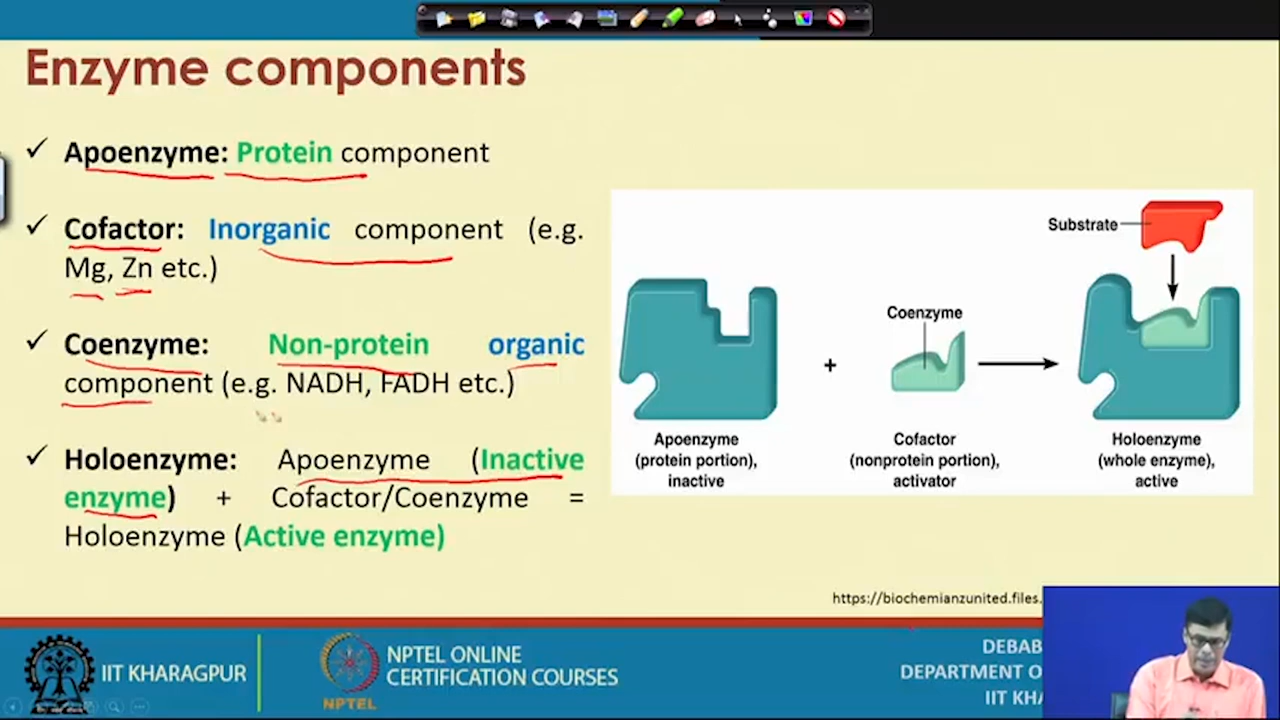 Enzyme components
✓ Apoenzyme: Protein component
✓ Cofactor: Inorganic component (e.g.
Mg, Zn etc.)
✓ Coenzyme: Non-protein organic
component (e.g. NADH, FADH etc.)
✓ Holoenzyme: Apoenzyme (Inactive
enzyme) + Cofactor/Coenzyme =
Holoenzyme (Active enzyme)
Substrate
Coenzyme
+
Apoenzyme
(protein portion),
inactive
Cofactor
(nonprotein portion),
activator
Holoenzyme
(whole enzyme),
active
https://biochemianzunited.files.
IIT KHARAGPUR
NPTEL
NPTEL ONLINE
CERTIFICATION COURSES
DEBAB
DEPARTMENT O
IIT KHA